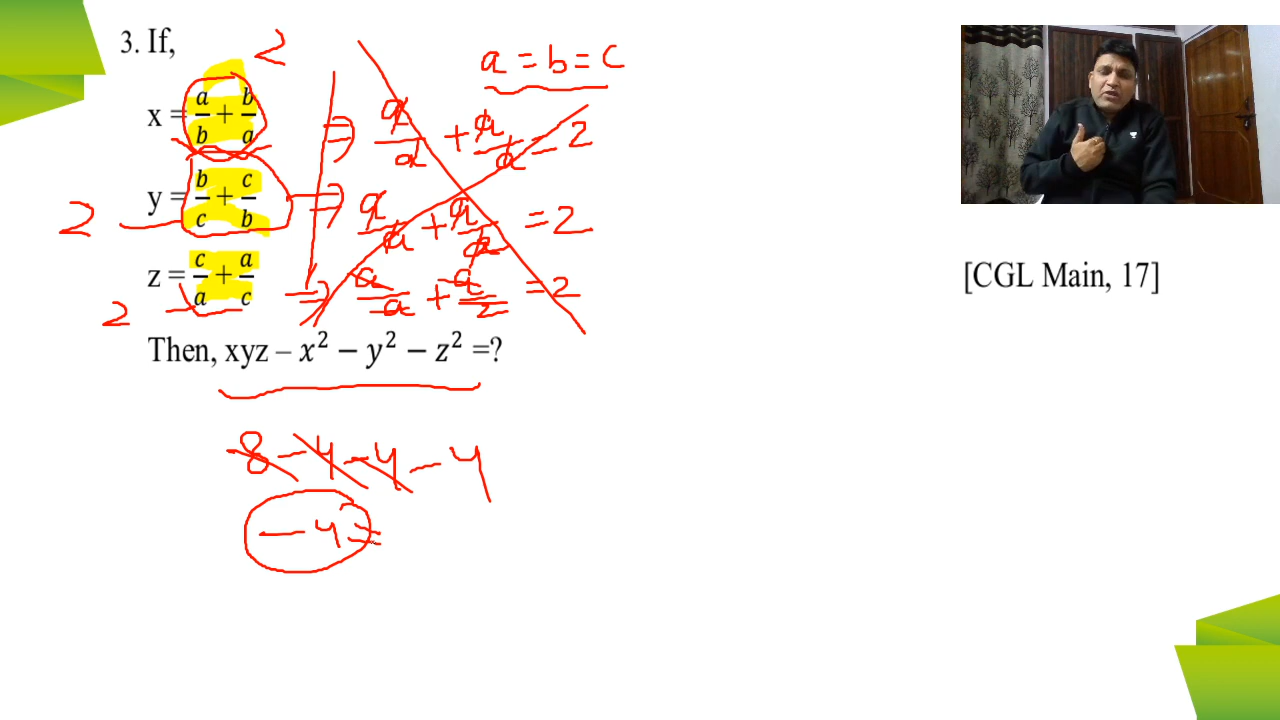 3. If,
2
a = b = c
x = a/b + b/a
⇒ a/a + a/a = 2
y = b/c + c/b
2
⇒ a/a + a/a = 2
z = c/a + a/c
2
⇒ a/a + a/2 = 2
[CGL Main, 17]
Then, xyz – x² − y² − z² =?
8 − 4 − 4 − 4
− 4 =